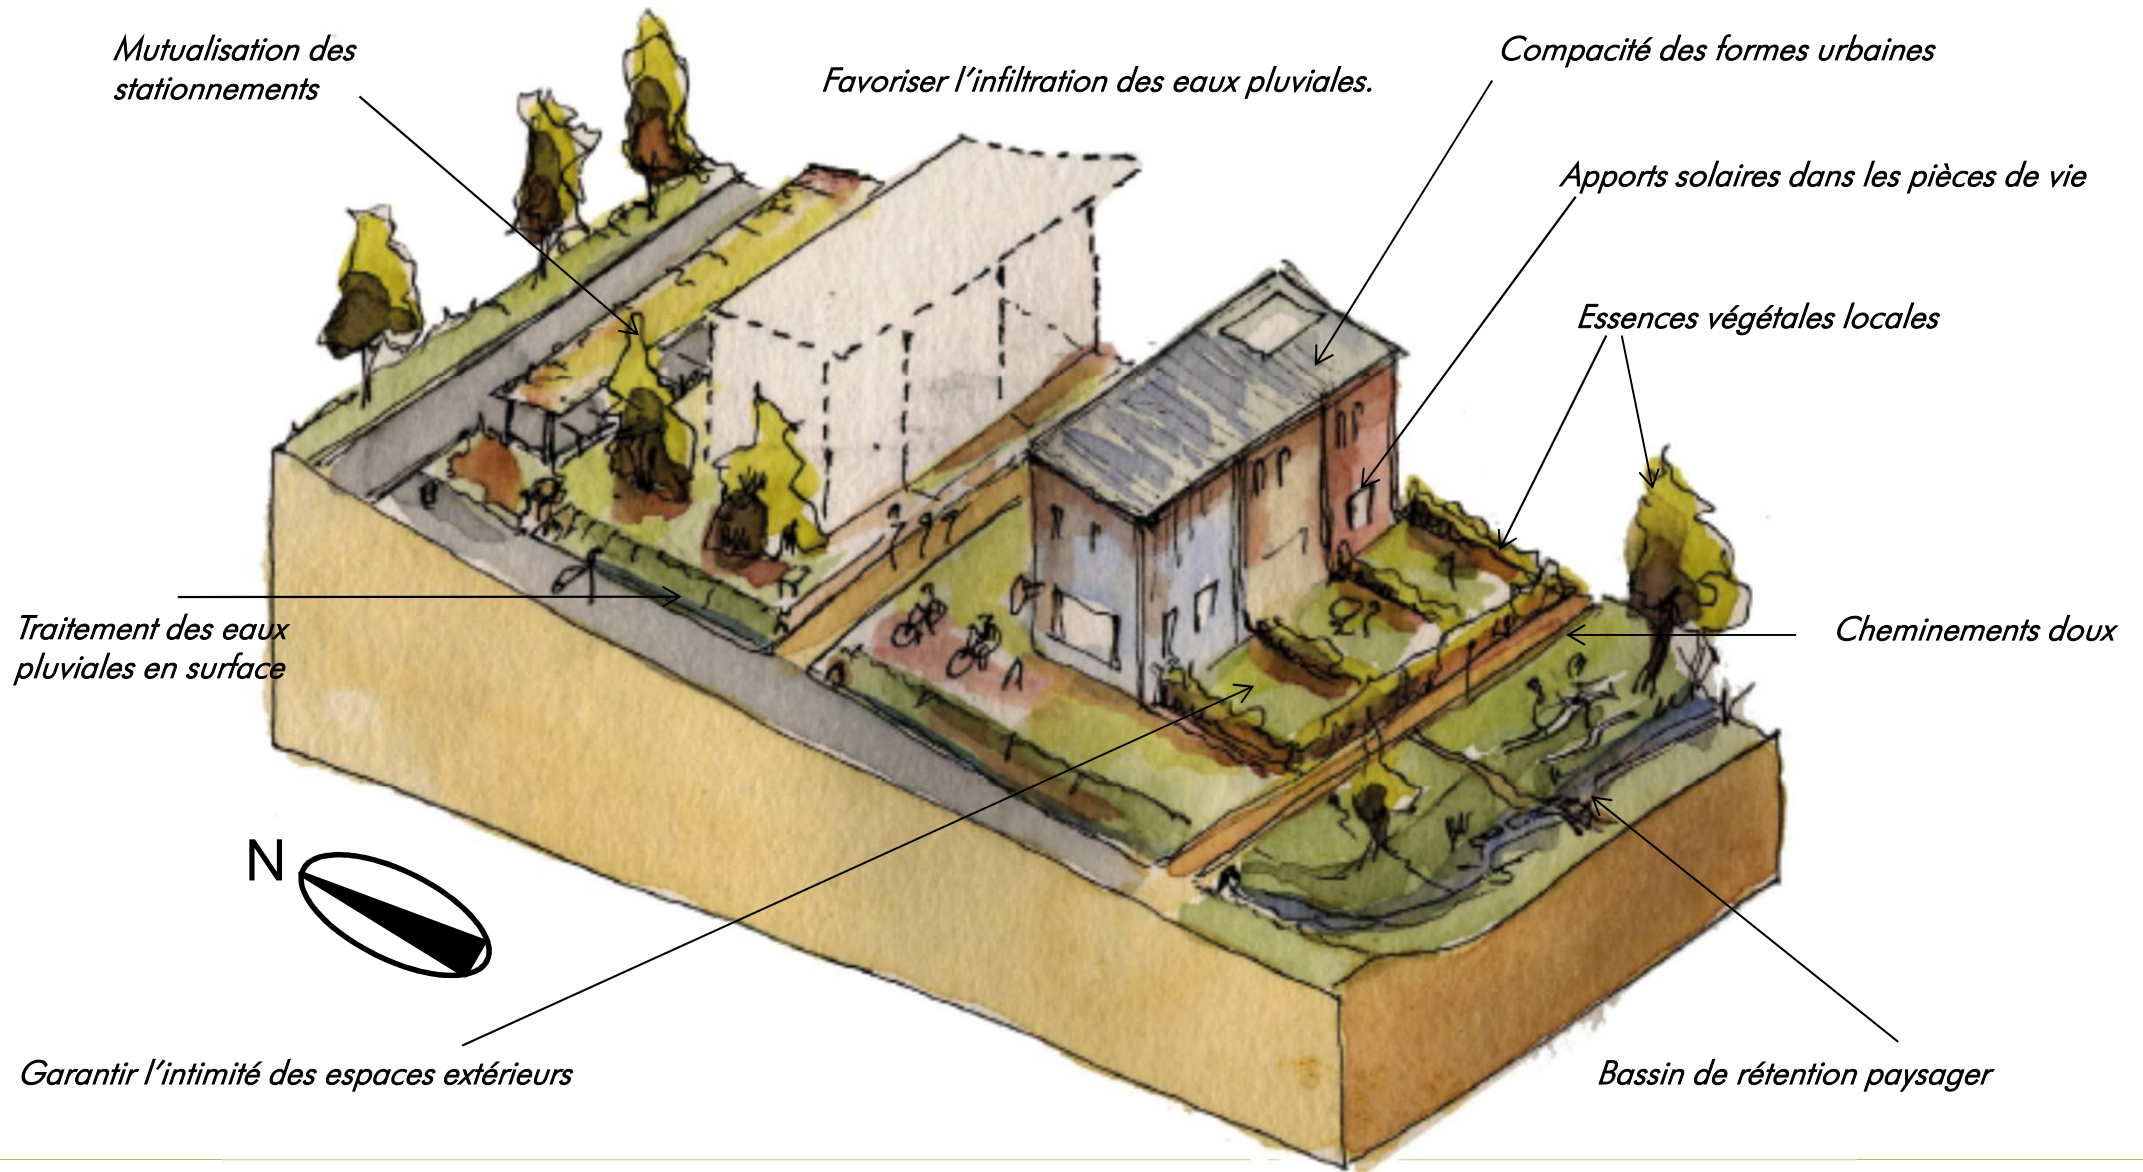 Mutualisation des
stationnements
Favoriser l'infiltration des eaux pluviales.
Compacité des formes urbaines
Apports solaires dans les pièces de vie
Essences végétales locales
Traitement des eaux
pluviales en surface
Cheminements doux
N
Garantir l'intimité des espaces extérieurs
Bassin de rétention paysager